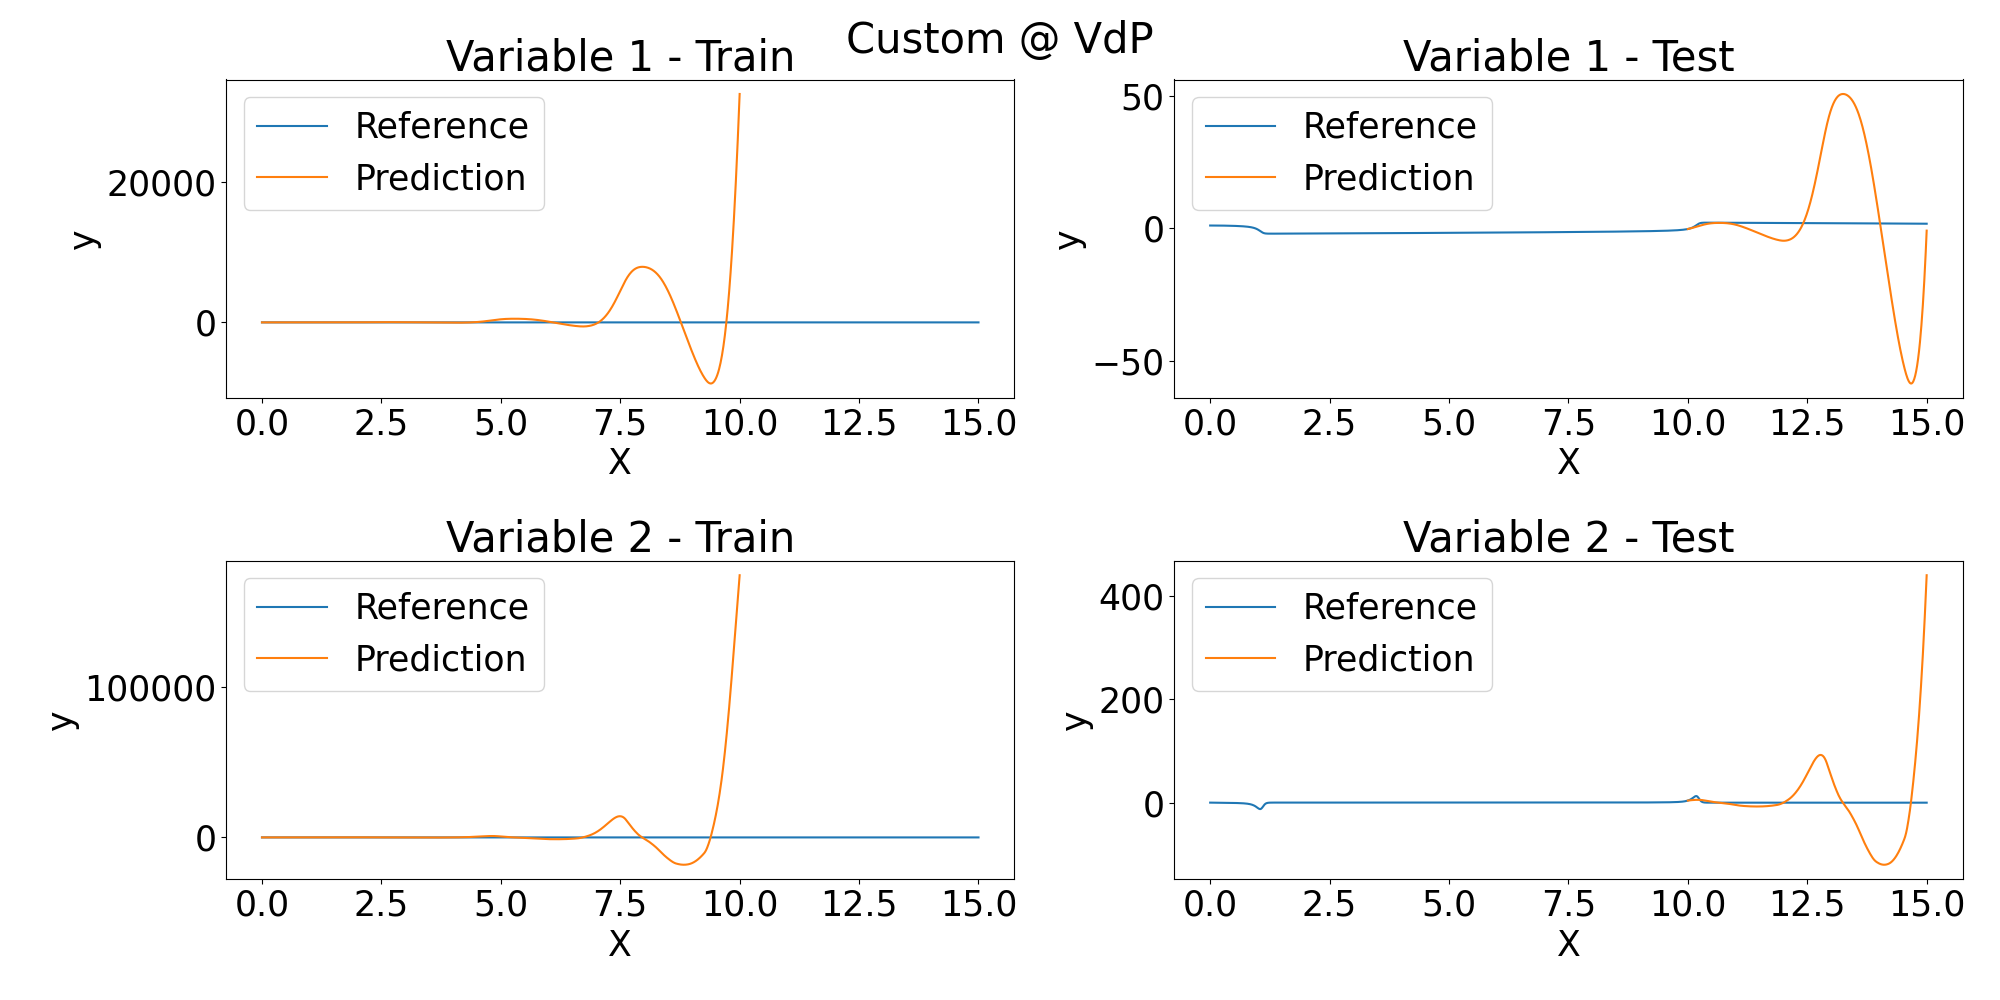 Custom @ VdP
Variable 1 - Train
Reference
Prediction
20000
0
y
0.0 2.5 5.0 7.5 10.0 12.5 15.0
X
Variable 1 - Test
Reference
Prediction
50
0
−50
y
0.0 2.5 5.0 7.5 10.0 12.5 15.0
X
Variable 2 - Train
Reference
Prediction
100000
0
y
0.0 2.5 5.0 7.5 10.0 12.5 15.0
X
Variable 2 - Test
Reference
Prediction
400
200
0
y
0.0 2.5 5.0 7.5 10.0 12.5 15.0
X